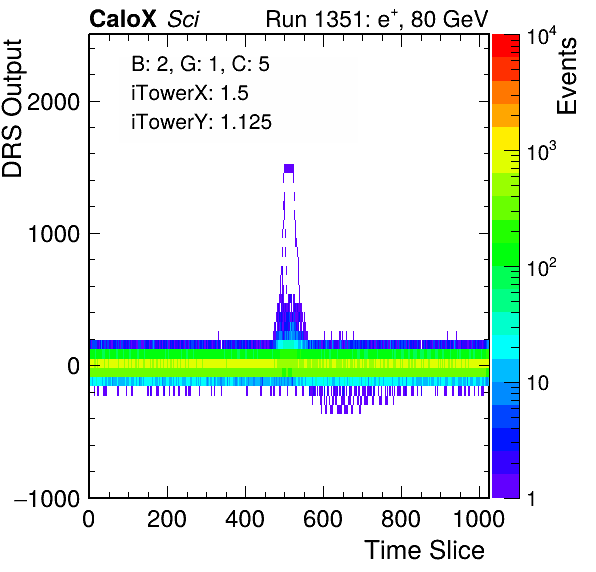 CaloX Sci Run 1351: e+, 80 GeV
B: 2, G: 1, C: 5
iTowerX: 1.5
iTowerY: 1.125
DRS Output
2000
1000
0
−1000
0 200 400 600 800 1000
Time Slice
10^4
10^3
10^2
10
1
Events